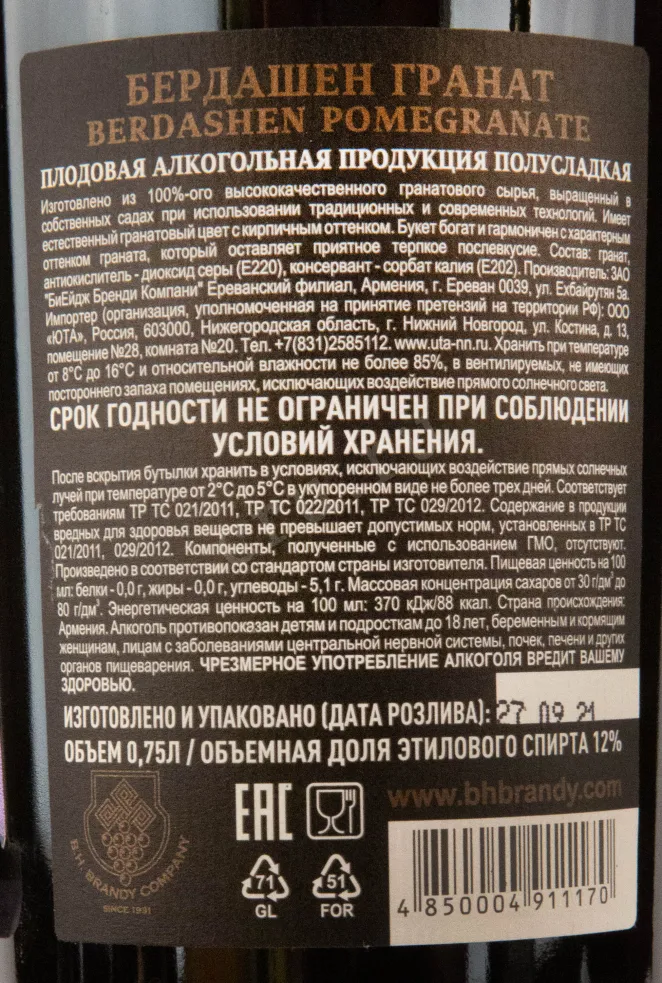 БЕРДАШЕН ГРАНАТ
BERDASHEN POMEGRANATE
ПЛОДОВАЯ АЛКОГОЛЬНАЯ ПРОДУКЦИЯ ПОЛУСЛАДКАЯ
Изготовлено из 100%-ого высококачественного гранатового сырья, выращенный в
собственных садах при использовании традиционных и современных технологий. Имеет
естественный гранатовый цвет с кирпичным оттенком. Букет богат и гармоничен с характерным
оттенком граната, который оставляет приятное терпкое послевкусие. Состав: гранат,
антиокислитель - диоксид серы (Е220), консервант - сорбат калия (Е202). Производитель: ЗАО
"БиЕйдж Бренди Компани" Ереванский филиал, Армения, г. Ереван 0039, ул. Ехбайрутян 5а.
Импортер (организация, уполномоченная на принятие претензий на территории РФ): ООО
«ЮТА», Россия, 603000, Нижегородская область, г. Нижний Новгород, ул. Костина, д. 13,
помещение №28, комната №20. Тел. +7(831)2585112. www.uta-nn.ru. Хранить при температуре
от 8°С до 16°С и относительной влажности не более 85%, в вентилируемых, не имеющих
постороннего запаха помещениях, исключающих воздействие прямого солнечного света.
СРОК ГОДНОСТИ НЕ ОГРАНИЧЕН ПРИ СОБЛЮДЕНИИ
УСЛОВИЙ ХРАНЕНИЯ.
После вскрытия бутылки хранить в условиях, исключающих воздействие прямых солнечных
лучей при температуре от 2°С до 5°С в укупоренном виде не более трех дней. Соответствует
требованиям ТР ТС 021/2011, ТР ТС 022/2011, ТР ТС 029/2012. Содержание в продукции
вредных для здоровья веществ не превышает допустимых норм, установленных в ТР ТС
021/2011, 029/2012. Компоненты, полученные с использованием ГМО, отсутствуют.
Произведено в соответствии со стандартом страны изготовителя. Пищевая ценность на 100
мл: белки - 0,0 г, жиры - 0,0 г, углеводы - 5,1 г. Массовая концентрация сахаров от 30 г/дм³ до
80 г/дм³. Энергетическая ценность на 100 мл: 370 кДж/88 ккал. Страна происхождения:
Армения. Алкоголь противопоказан детям и подросткам до 18 лет, беременным и кормящим
женщинам, лицам с заболеваниями центральной нервной системы, почек, печени и других
органов пищеварения. ЧРЕЗМЕРНОЕ УПОТРЕБЛЕНИЕ АЛКОГОЛЯ ВРЕДИТ ВАШЕМУ
ЗДОРОВЬЮ.
ИЗГОТОВЛЕНО И УПАКОВАНО (ДАТА РОЗЛИВА): 27 09 21
ОБЪЕМ 0,75Л / ОБЪЕМНАЯ ДОЛЯ ЭТИЛОВОГО СПИРТА 12%
B.H. BRANDY COMPANY
SINCE 1991
EAC
www.bhbrandy.com
71
GL
51
FOR
4 850004 911170